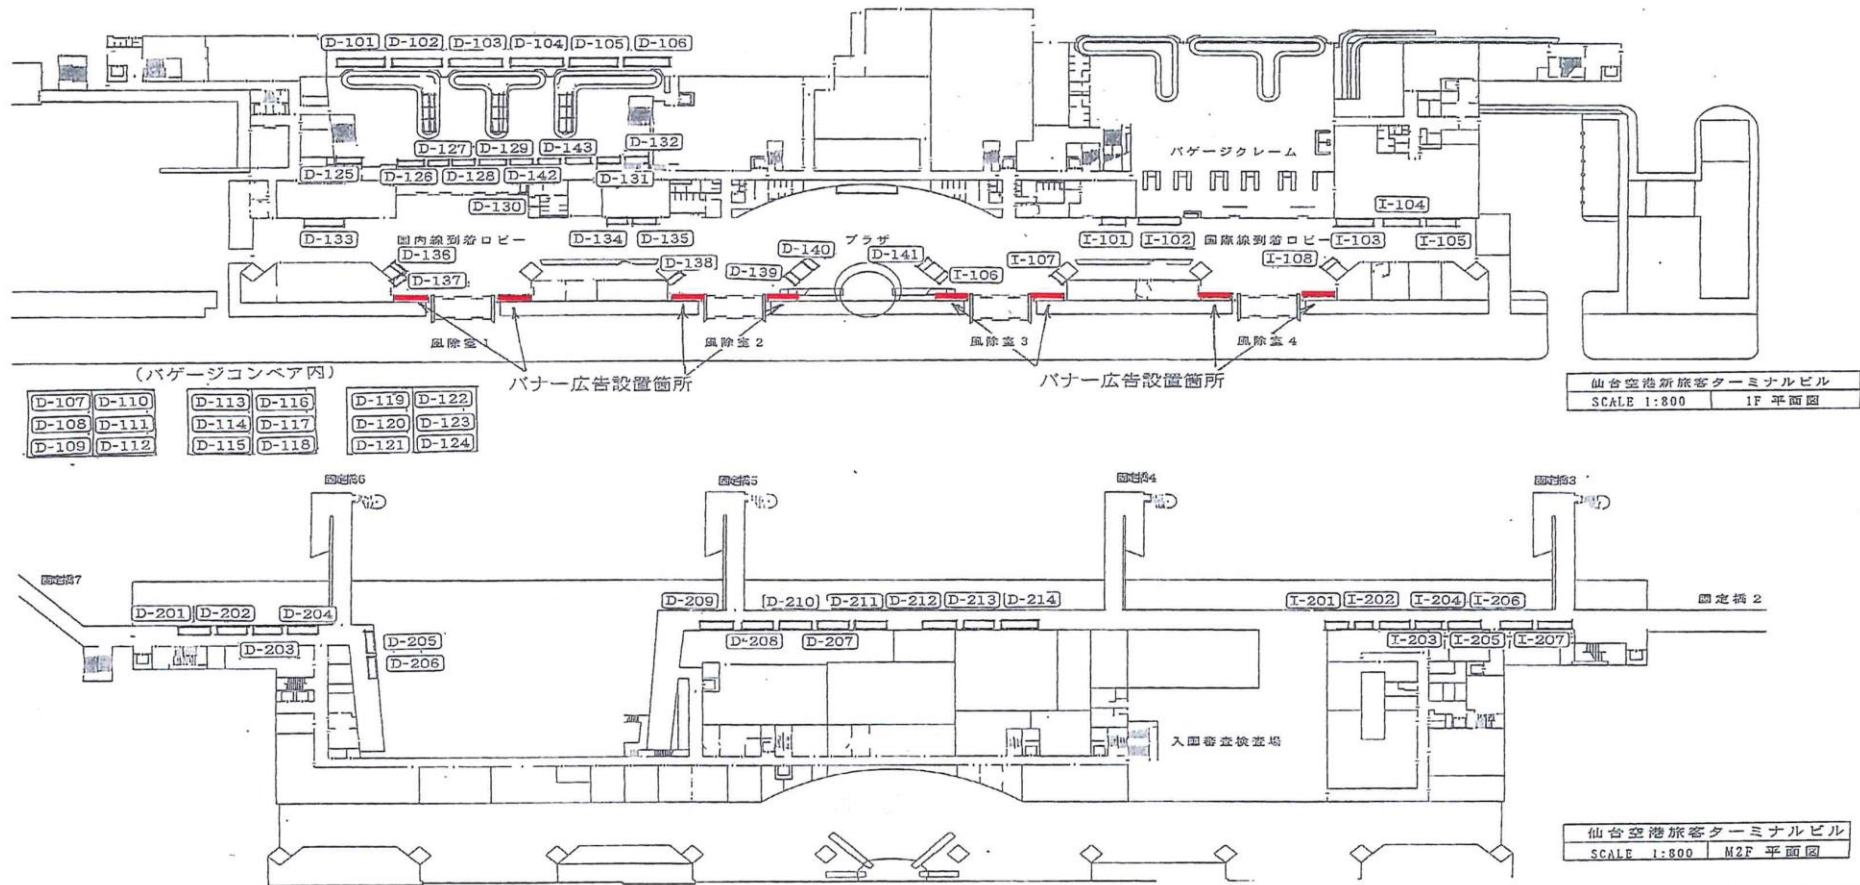 D-101 D-102 D-103 D-104 D-105 D-106
D-127 D-129 D-143 D-132
D-125 D-126 D-128 D-142 D-131
D-130
バゲージクレーム
I-104
D-133 D-134 D-135 I-101 I-102 I-103 I-105
国内線到着ロビー プラザ 国際線到着ロビー
D-136 D-137 D-138 D-139 D-140 D-141 I-106 I-107 I-108
風除室1 風除室2 風除室3 風除室4
バナー広告設置箇所 バナー広告設置箇所
(バゲージコンベア内)
D-107 D-110 D-113 D-116 D-119 D-122
D-108 D-111 D-114 D-117 D-120 D-123
D-109 D-112 D-115 D-118 D-121 D-124
仙台空港新旅客ターミナルビル
SCALE 1:800 1F 平面図
固定橋6 固定橋5 固定橋4 固定橋3
固定橋7
固定橋2
D-201 D-202 D-204 D-209 D-210 D-211 D-212 D-213 D-214 I-201 I-202 I-204 I-206
D-203 D-205 D-208 D-207 I-203 I-205 I-207
D-206
入国審査検査場
仙台空港旅客ターミナルビル
SCALE 1:800 M2F 平面図